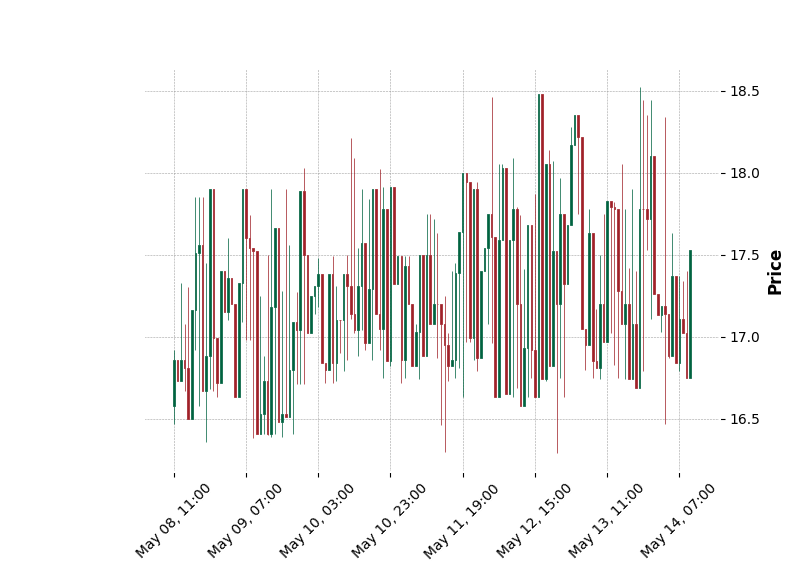 18.5
18.0
17.5
17.0
16.5
Price
May 08, 11:00
May 09, 07:00
May 10, 03:00
May 10, 23:00
May 11, 19:00
May 12, 15:00
May 13, 11:00
May 14, 07:00